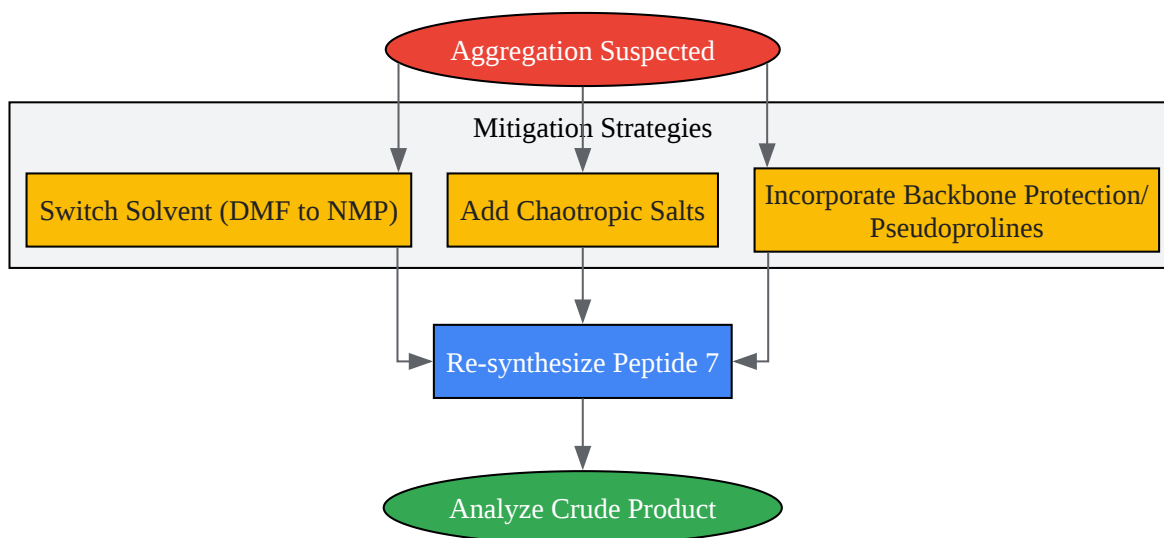 Aggregation Suspected
Mitigation Strategies
Switch Solvent (DMF to NMP)
Add Chaotropic Salts
Incorporate Backbone Protection/
Pseudoprolines
Re-synthesize Peptide 7
Analyze Crude Product